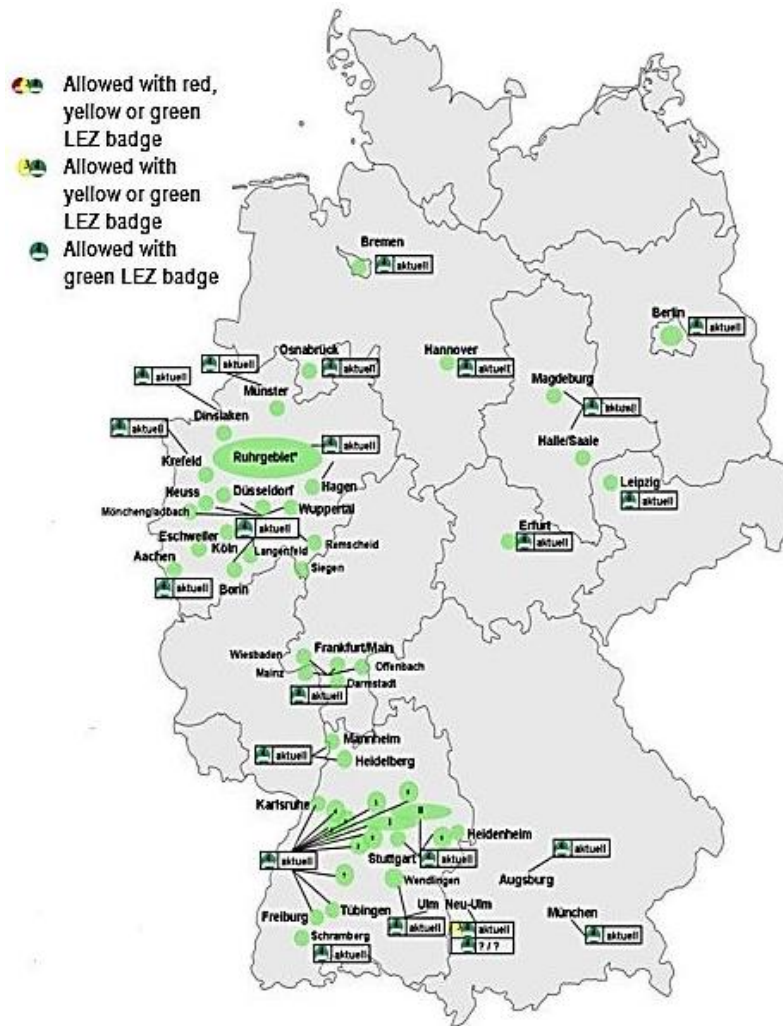 Allowed with red,
yellow or green
LEZ badge
Allowed with
yellow or green
LEZ badge
Allowed with
green LEZ badge
Bremen
aktuell
Berlin
aktuell
aktuell
Osnabrück
aktuell
Hannover
aktuell
aktuell
Münster
Magdeburg
aktuell
Dinslaken
aktuell
Halle/Saale
Krefeld
Ruhrgebiet*
aktuell
Hagen
Leipzig
aktuell
Neuss
Düsseldorf
Wuppertal
Mönchengladbach
aktuell
Eschweiler
Köln
Langenfeld
Remscheid
Erfurt
aktuell
Aachen
Siegen
aktuell
Bonn
Wiesbaden
Frankfurt/Main
Mainz
Offenbach
Darmstadt
aktuell
Mannheim
aktuell
Heidelberg
Karlsruhe
II
I
Heidenheim
aktuell
Stuttgart
aktuell
aktuell
Wendlingen
Augsburg
Ulm
Neu-Ulm
Tübingen
Freiburg
aktuell
aktuell
? / ?
München
aktuell
Schramberg
aktuell